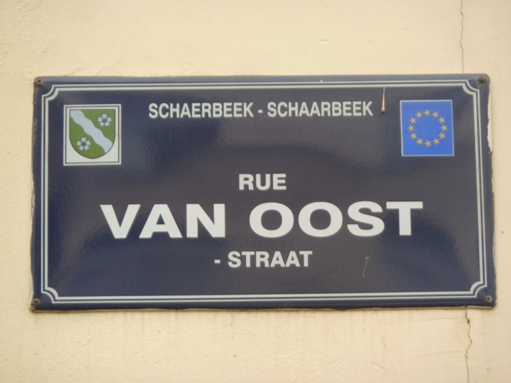 SCHAERBEEK - SCHAARBEEK
RUE
VAN OOST
- STRAAT